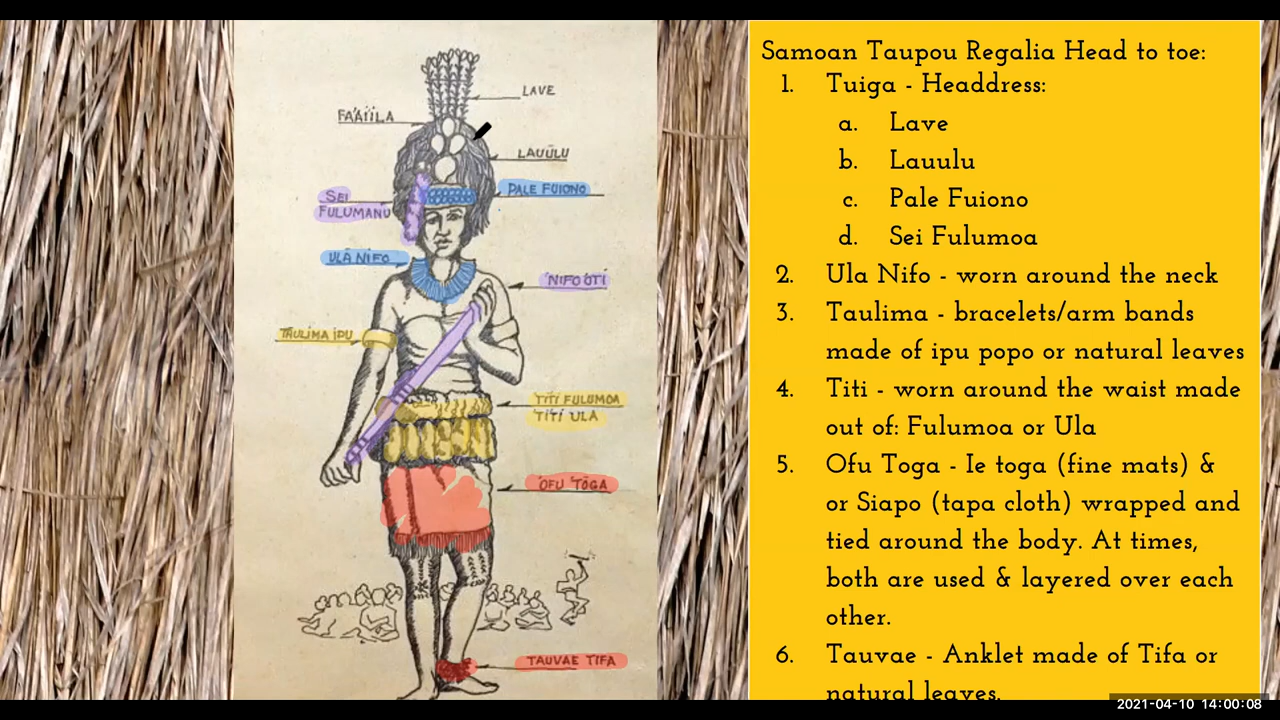 LAVE
FA'AI'ILA
LAUŪLU
SEI
FULUMANU
PALE FUIONO
ULĀ NIFO
'NIFO'OTI
TAULIMA IPU
TITI FULUMOA
TITI ULA
'OFU TŌGA
TAUVAE TIFA
Samoan Taupou Regalia Head to toe:
1. Tuiga - Headdress:
a. Lave
b. Lauulu
c. Pale Fuiono
d. Sei Fulumoa
2. Ula Nifo - worn around the neck
3. Taulima - bracelets/arm bands
made of ipu popo or natural leaves
4. Titi - worn around the waist made
out of: Fulumoa or Ula
5. Ofu Toga - Ie toga (fine mats) &
or Siapo (tapa cloth) wrapped and
tied around the body. At times,
both are used & layered over each
other.
6. Tauvae - Anklet made of Tifa or
natural leaves.
2021-04-10 14:00:08